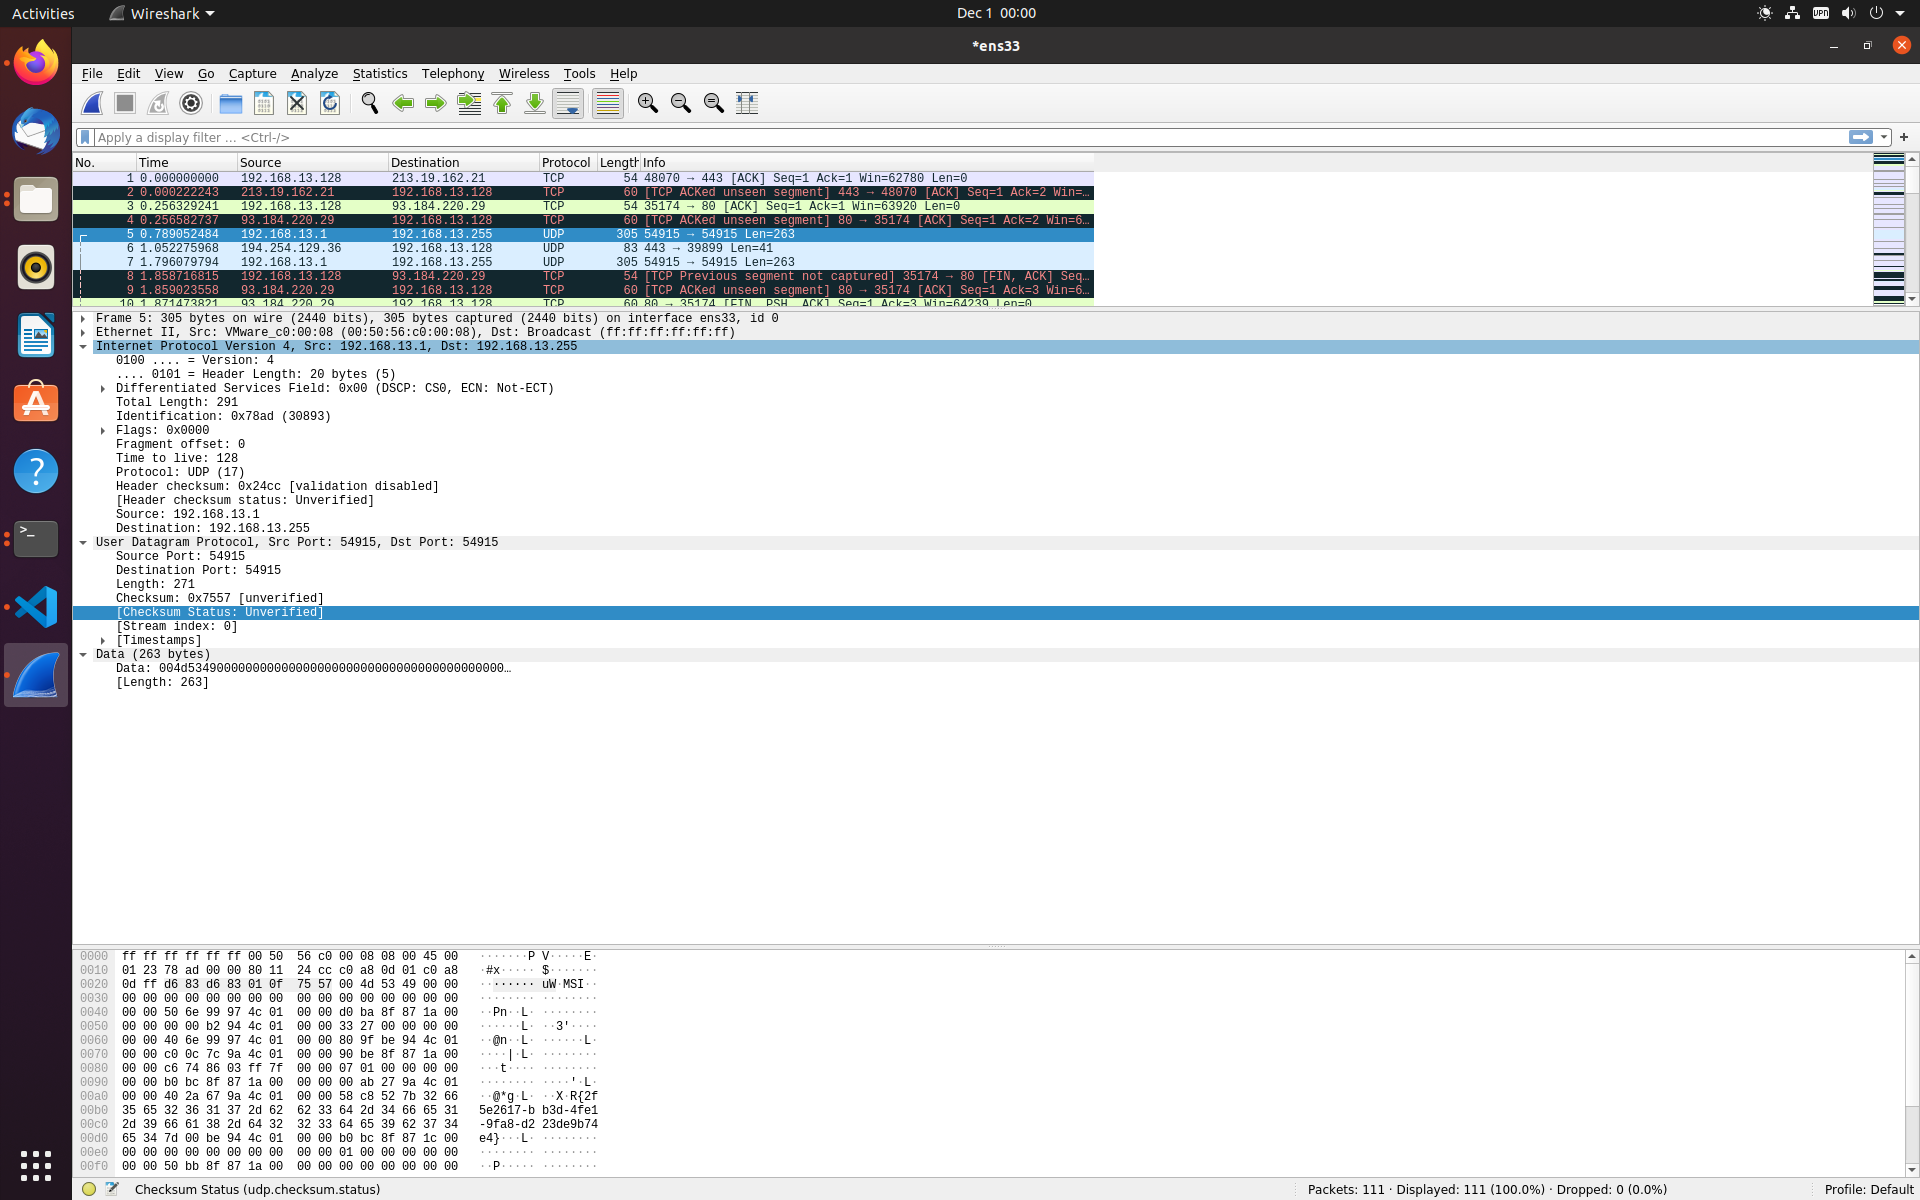 Activities
Wireshark
Dec 1 00:00
VPN
*ens33
File Edit View Go Capture Analyze Statistics Telephony Wireless Tools Help
Apply a display filter … <Ctrl-/>
No. Time Source Destination Protocol Length Info
1 0.000000000 192.168.13.128 213.19.162.21 TCP 54 48070 → 443 [ACK] Seq=1 Ack=1 Win=62780 Len=0
2 0.000222243 213.19.162.21 192.168.13.128 TCP 60 [TCP ACKed unseen segment] 443 → 48070 [ACK] Seq=1 Ack=2 Win=…
3 0.256329241 192.168.13.128 93.184.220.29 TCP 54 35174 → 80 [ACK] Seq=1 Ack=1 Win=63920 Len=0
4 0.256582737 93.184.220.29 192.168.13.128 TCP 60 [TCP ACKed unseen segment] 80 → 35174 [ACK] Seq=1 Ack=2 Win=6…
5 0.789052484 192.168.13.1 192.168.13.255 UDP 305 54915 → 54915 Len=263
6 1.052275968 194.254.129.36 192.168.13.128 UDP 83 443 → 39899 Len=41
7 1.796079794 192.168.13.1 192.168.13.255 UDP 305 54915 → 54915 Len=263
8 1.858716815 192.168.13.128 93.184.220.29 TCP 54 [TCP Previous segment not captured] 35174 → 80 [FIN, ACK] Seq…
9 1.859023558 93.184.220.29 192.168.13.128 TCP 60 [TCP ACKed unseen segment] 80 → 35174 [ACK] Seq=1 Ack=3 Win=6…
10 1.871473821 93.184.220.29 192.168.13.128 TCP 60 80 → 35174 [FIN, PSH, ACK] Seq=1 Ack=3 Win=64239 Len=0
Frame 5: 305 bytes on wire (2440 bits), 305 bytes captured (2440 bits) on interface ens33, id 0
Ethernet II, Src: VMware_c0:00:08 (00:50:56:c0:00:08), Dst: Broadcast (ff:ff:ff:ff:ff:ff)
Internet Protocol Version 4, Src: 192.168.13.1, Dst: 192.168.13.255
0100 .... = Version: 4
.... 0101 = Header Length: 20 bytes (5)
Differentiated Services Field: 0x00 (DSCP: CS0, ECN: Not-ECT)
Total Length: 291
Identification: 0x78ad (30893)
Flags: 0x0000
Fragment offset: 0
Time to live: 128
Protocol: UDP (17)
Header checksum: 0x24cc [validation disabled]
[Header checksum status: Unverified]
Source: 192.168.13.1
Destination: 192.168.13.255
User Datagram Protocol, Src Port: 54915, Dst Port: 54915
Source Port: 54915
Destination Port: 54915
Length: 271
Checksum: 0x7557 [unverified]
[Checksum Status: Unverified]
[Stream index: 0]
[Timestamps]
Data (263 bytes)
Data: 004d53490000000000000000000000000000000000000000…
[Length: 263]
0000 ff ff ff ff ff ff 00 50 56 c0 00 08 08 00 45 00 ·······P V·····E·
0010 01 23 78 ad 00 00 80 11 24 cc c0 a8 0d 01 c0 a8 ·#x····· $·······
0020 0d ff d6 83 d6 83 01 0f 75 57 00 4d 53 49 00 00 ········ uW·MSI··
0030 00 00 00 00 00 00 00 00 00 00 00 00 00 00 00 00 ········ ········
0040 00 00 50 6e 99 97 4c 01 00 00 d0 ba 8f 87 1a 00 ··Pn··L· ········
0050 00 00 00 00 b2 94 4c 01 00 00 33 27 00 00 00 00 ······L· ··3'····
0060 00 00 40 6e 99 97 4c 01 00 00 80 9f be 94 4c 01 ··@n··L· ······L·
0070 00 00 c0 0c 7c 9a 4c 01 00 00 90 be 8f 87 1a 00 ····|·L· ········
0080 00 00 c6 74 86 03 ff 7f 00 00 07 01 00 00 00 00 ···t···· ········
0090 00 00 b0 bc 8f 87 1a 00 00 00 00 ab 27 9a 4c 01 ········ ····'·L·
00a0 00 00 40 2a 67 9a 4c 01 00 00 58 c8 52 7b 32 66 ··@*g·L· ··X·R{2f
00b0 35 65 32 36 31 37 2d 62 62 33 64 2d 34 66 65 31 5e2617-b b3d-4fe1
00c0 2d 39 66 61 38 2d 64 32 32 33 64 65 39 62 37 34 -9fa8-d2 23de9b74
00d0 65 34 7d 00 be 94 4c 01 00 00 b0 bc 8f 87 1c 00 e4}···L· ········
00e0 00 00 00 00 00 00 00 00 00 00 01 00 00 00 00 00 ········ ········
00f0 00 00 50 bb 8f 87 1a 00 00 00 00 00 00 00 00 00 ··P····· ········
Checksum Status (udp.checksum.status)
Packets: 111 · Displayed: 111 (100.0%) · Dropped: 0 (0.0%)
Profile: Default